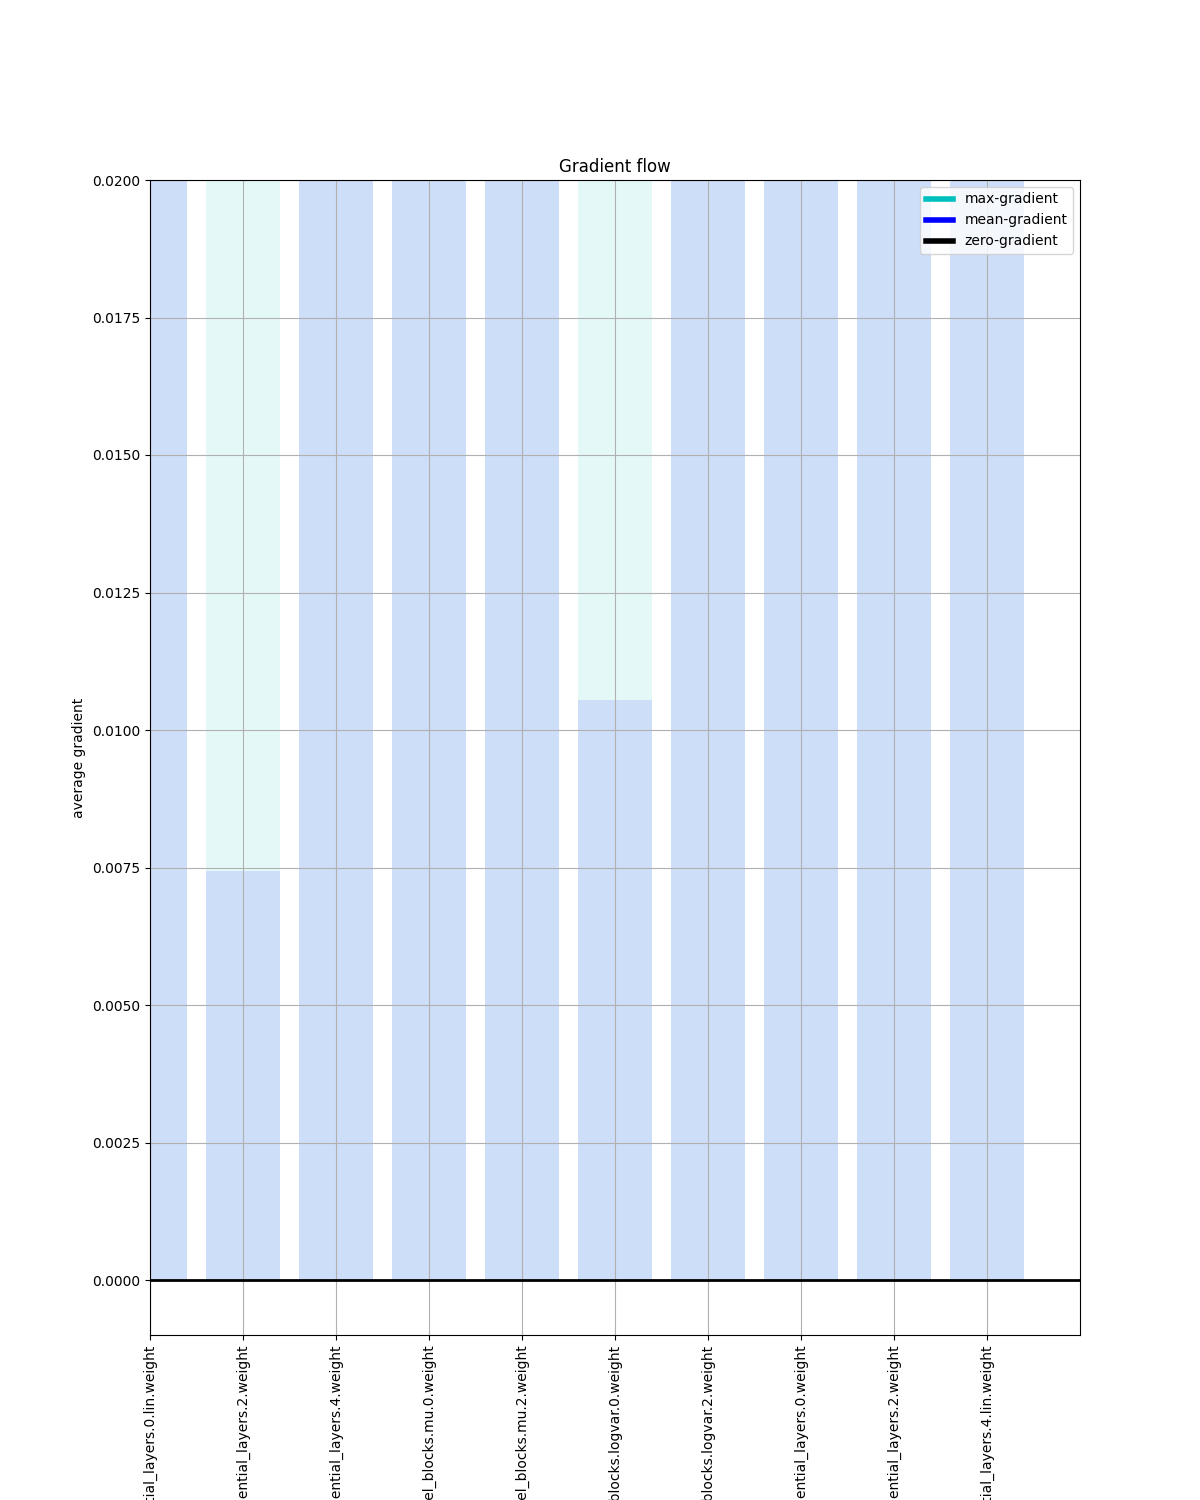 Gradient flow
0.0200
0.0175
0.0150
0.0125
0.0100
0.0075
0.0050
0.0025
0.0000
average gradient
max-gradient
mean-gradient
zero-gradient
tial_layers.0.lin.weight
ential_layers.2.weight
ential_layers.4.weight
el_blocks.mu.0.weight
el_blocks.mu.2.weight
blocks.logvar.0.weight
blocks.logvar.2.weight
ential_layers.0.weight
ential_layers.2.weight
tial_layers.4.lin.weight